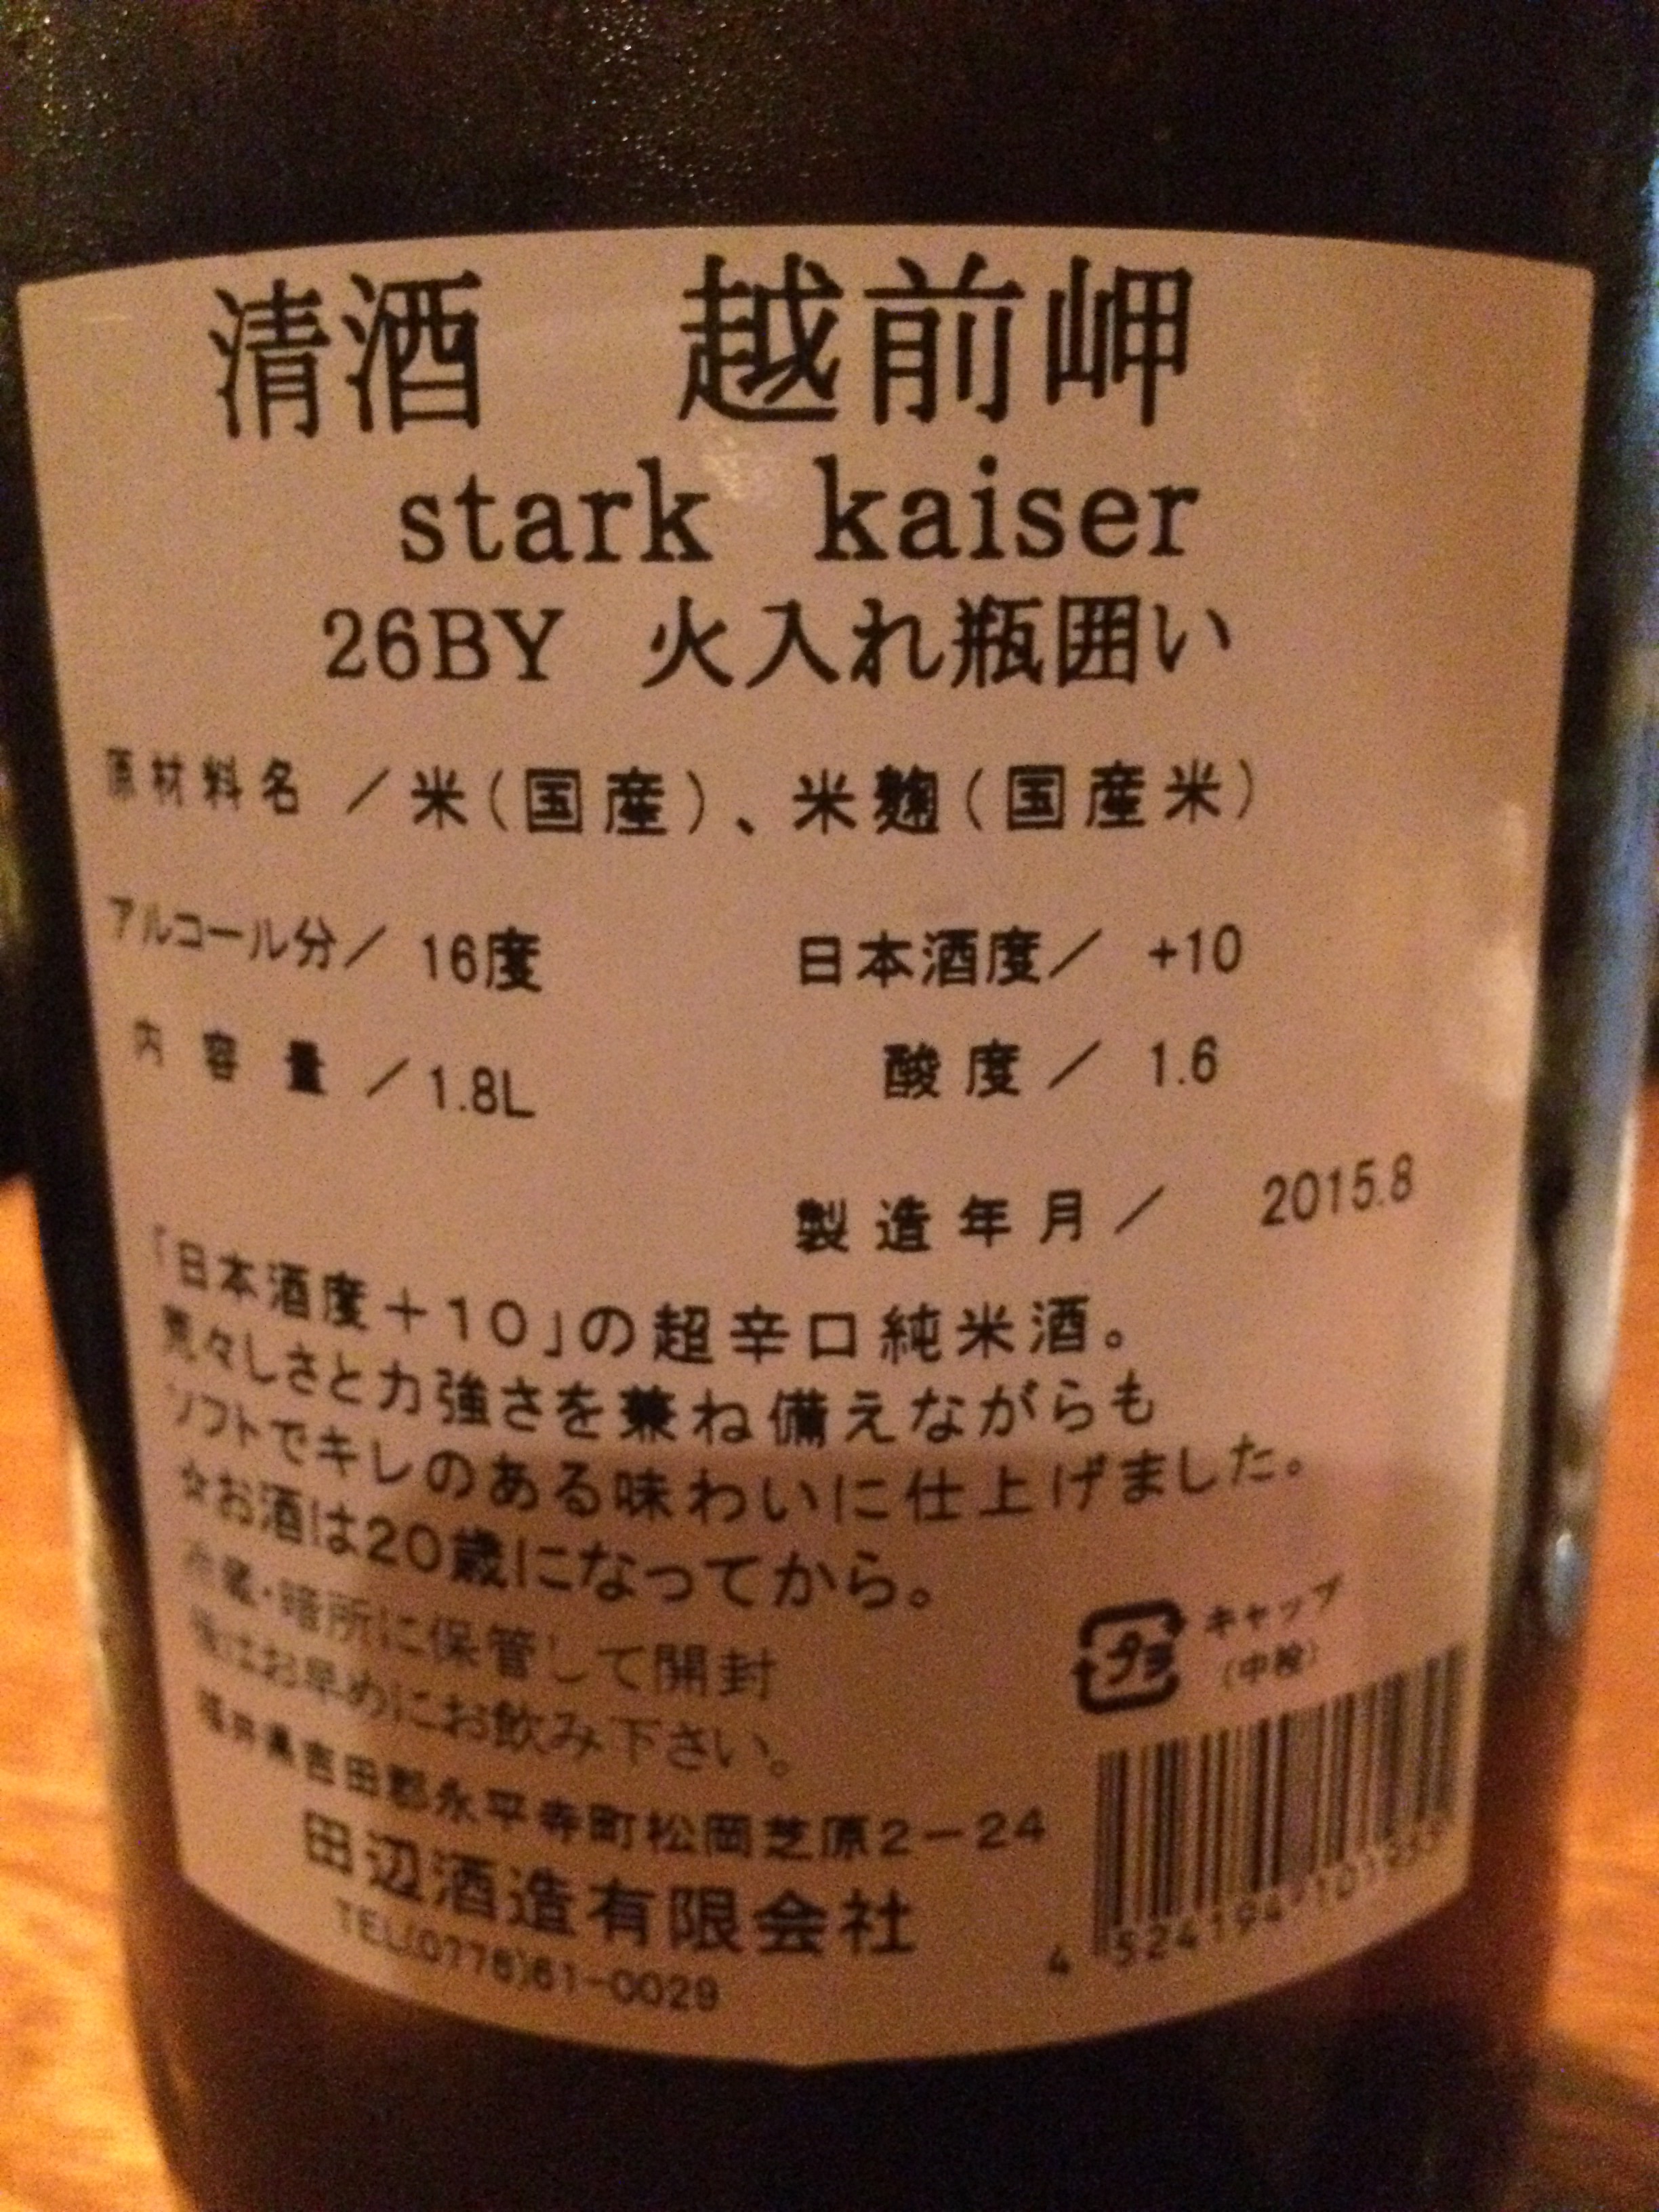 清酒 越前岬
stark kaiser
26BY 火入れ瓶囲い
原材料名 / 米(国産)、米麹(国産米)
アルコール分/ 16度 日本酒度/ +10
内容量 /1.8L 酸度/ 1.6
製造年月/ 2015.8
「日本酒度+10」の超辛口純米酒。
荒々しさと力強さを兼ね備えながらも
ソフトでキレのある味わいに仕上げました。
☆お酒は20歳になってから。
冷蔵・暗所に保管して開封
後はお早めにお飲み下さい。
プラ キャップ
(中栓)
福井県吉田郡永平寺町松岡芝原2-24
田辺酒造有限会社
TEL(0776)61-0029
4 524194